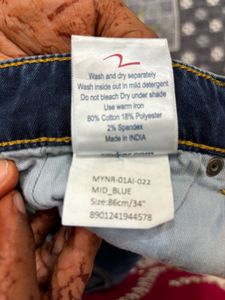 2
Wash and dry separately
Wash inside out in mild detergent
Do not bleach Dry under shade
Use warm iron
80% Cotton 18% Polyester
2% Spandex
Made in INDIA
MYNR-01AI-022
MID_BLUE
Size:86cm/34"
8901241944578